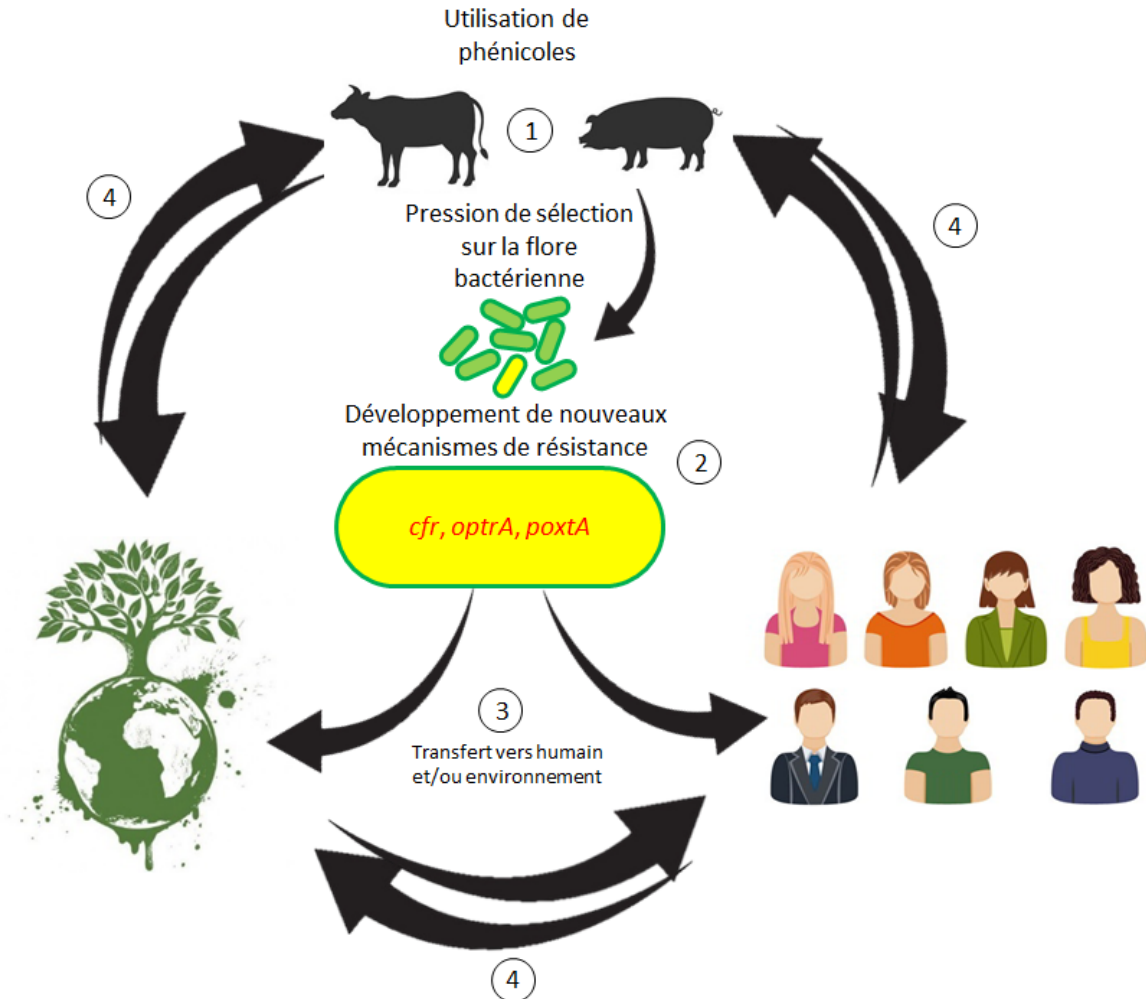 Utilisation de
phénicoles
1
4
4
Pression de sélection
sur la flore
bactérienne
Développement de nouveaux
mécanismes de résistance
2
cfr, optrA, poxtA
3
Transfert vers humain
et/ou environnement
4